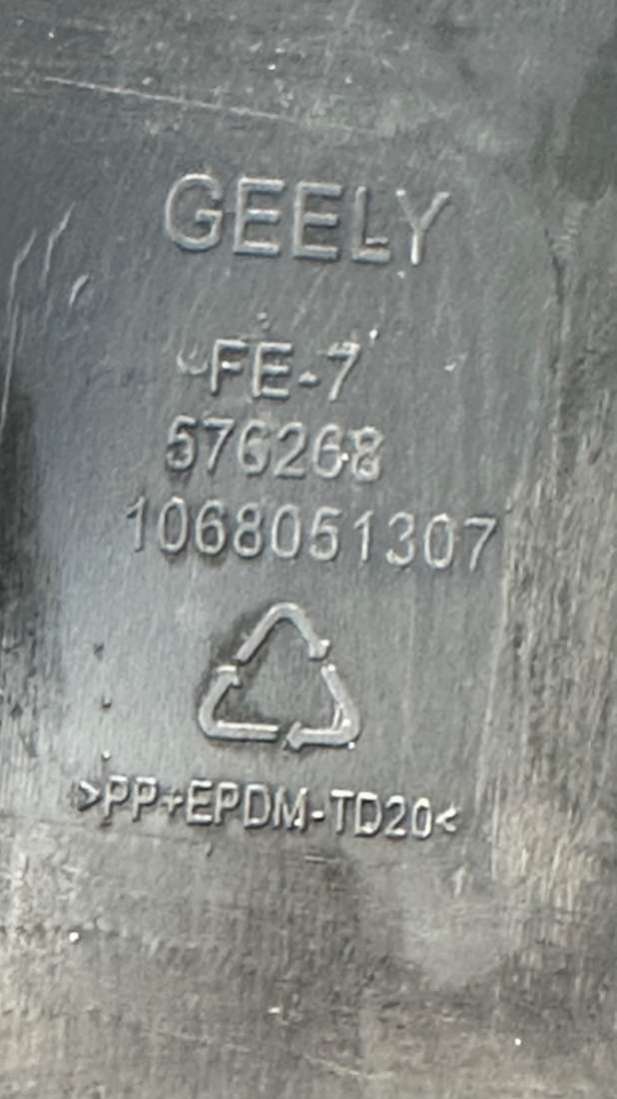 GEELY
FE-7
576268
1068051307
>PP+EPDM-TD20<